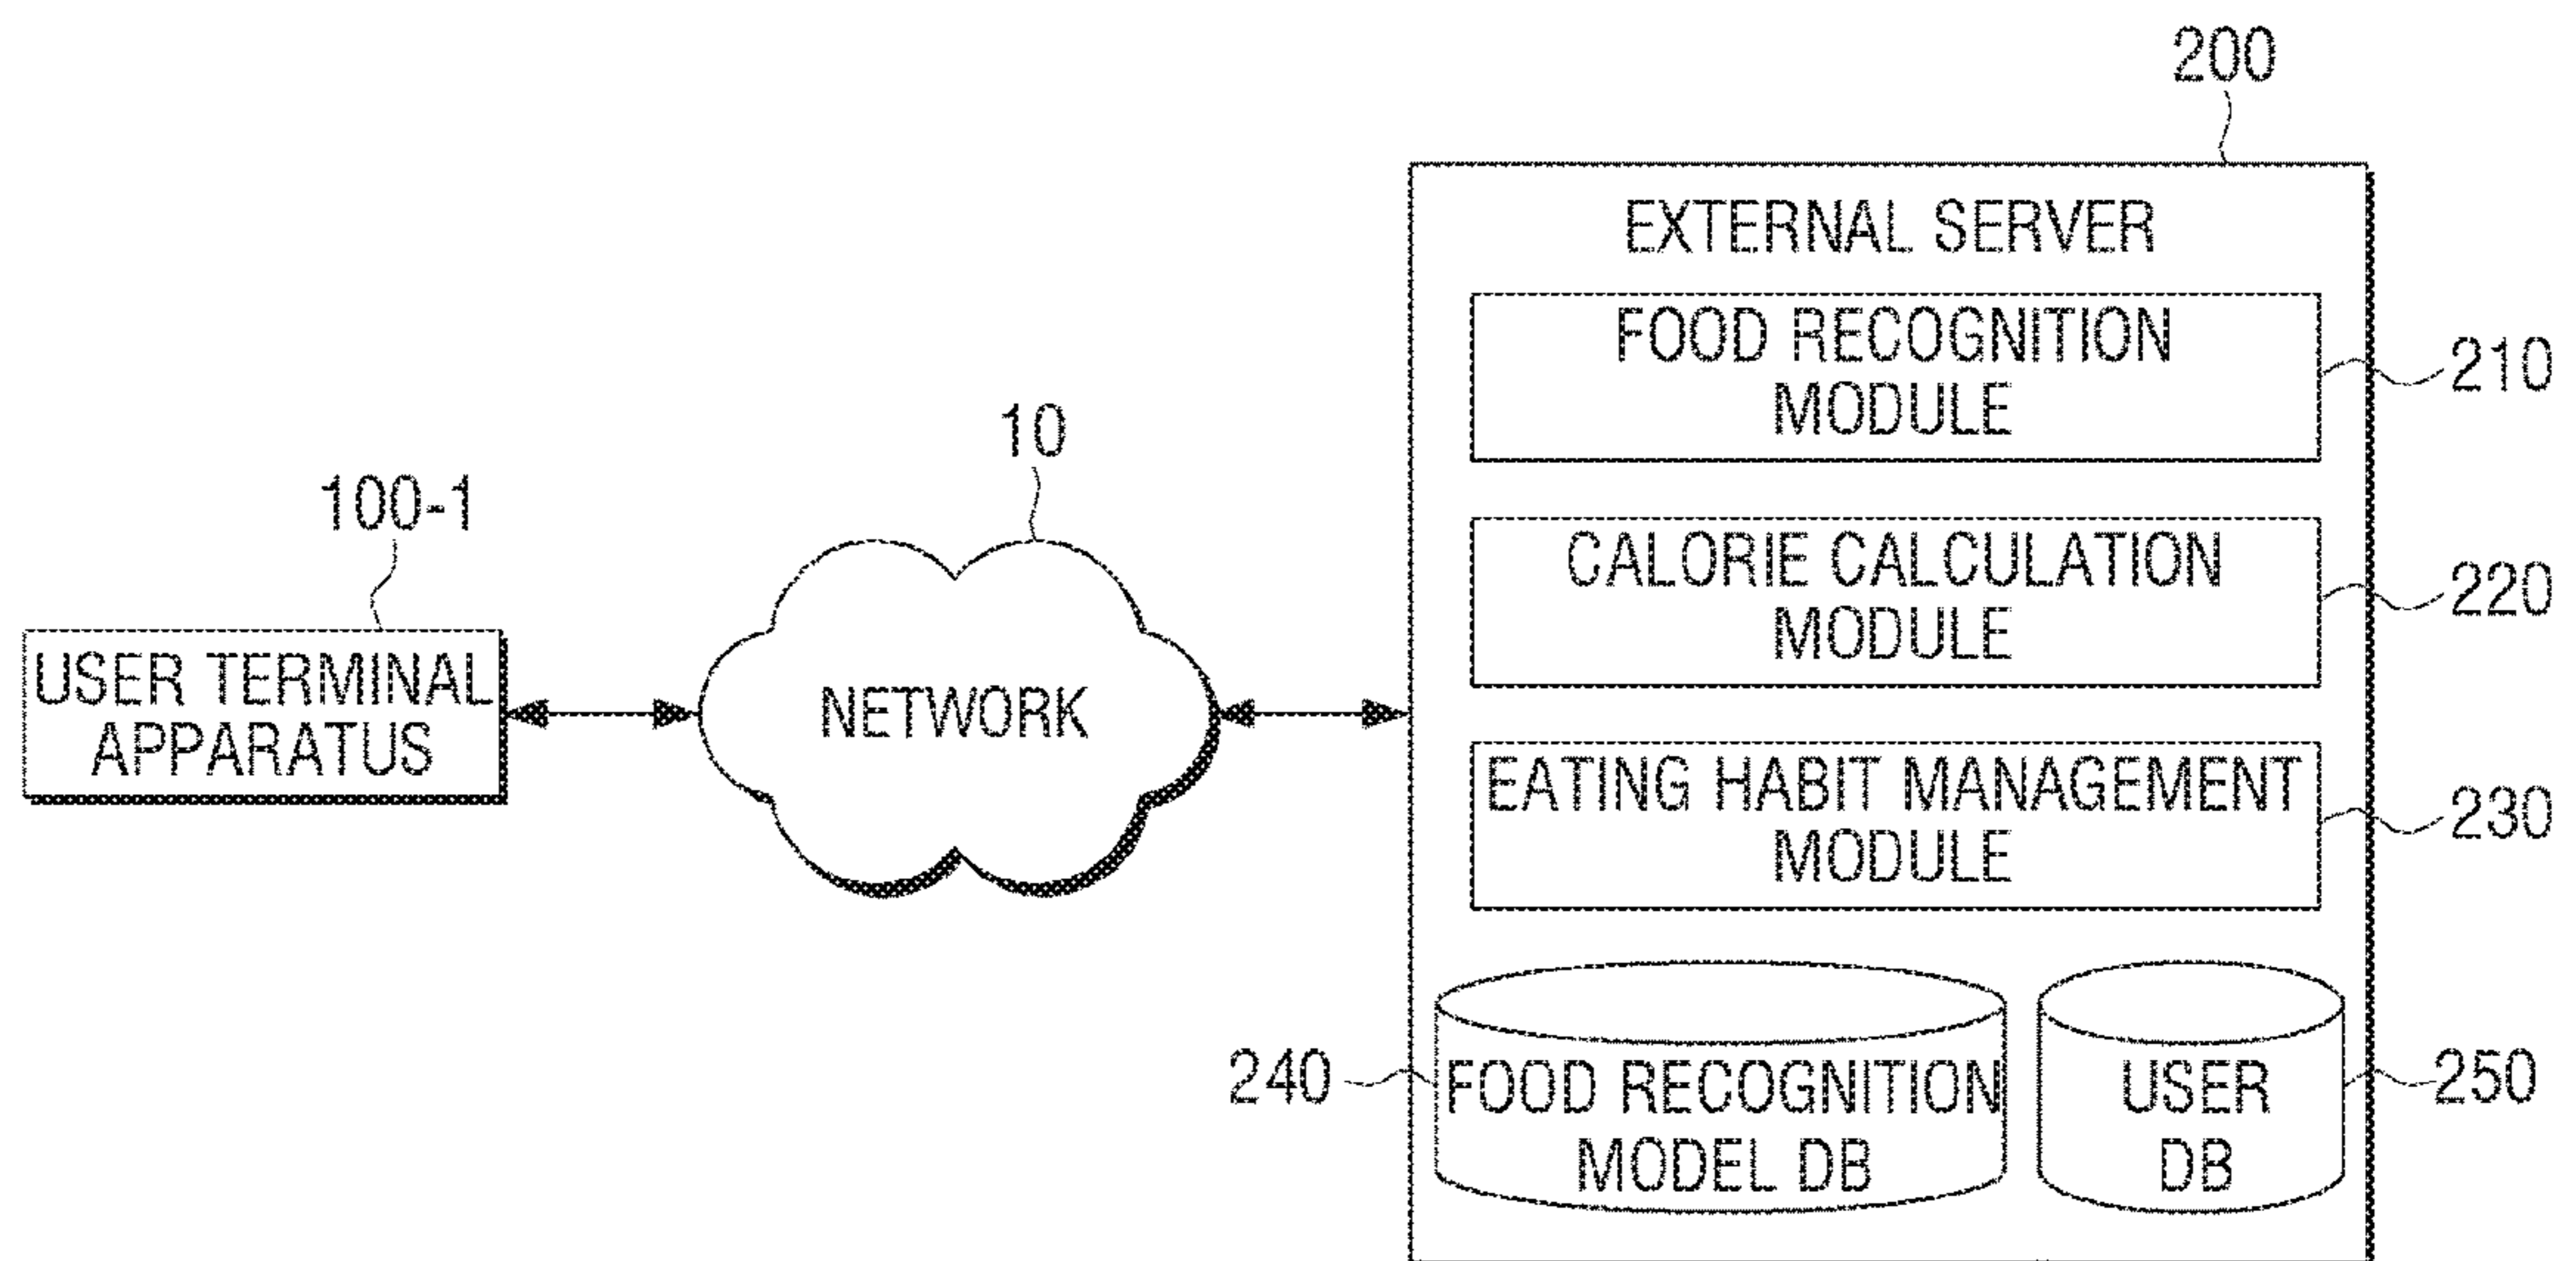 200
EXTERNAL SERVER
FOOD RECOGNITION
MODULE
210
10
100-1
CALORIE CALCULATION
MODULE
220
USER TERMINAL
APPARATUS
NETWORK
EATING HABIT MANAGEMENT
MODULE
230
240
FOOD RECOGNITION
MODEL DB
USER
DB
250